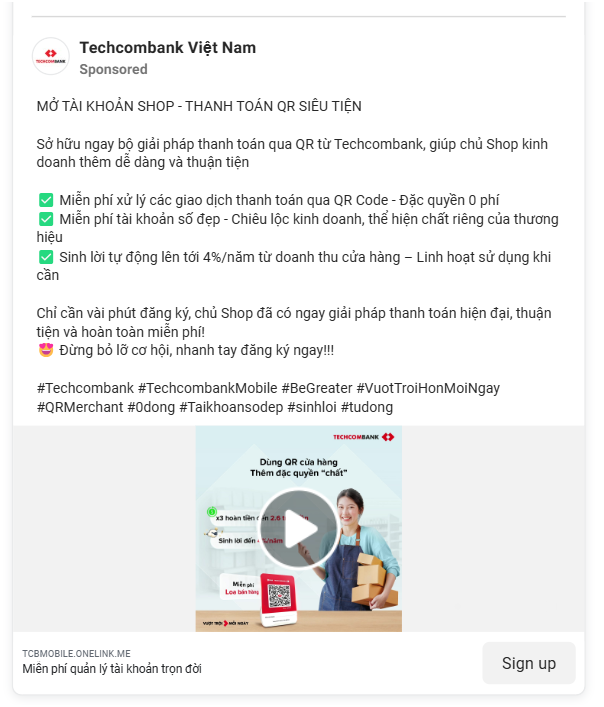 Techcombank Việt Nam
Sponsored
MỞ TÀI KHOẢN SHOP - THANH TOÁN QR SIÊU TIỆN
Sở hữu ngay bộ giải pháp thanh toán qua QR từ Techcombank, giúp chủ Shop kinh
doanh thêm dễ dàng và thuận tiện
✅ Miễn phí xử lý các giao dịch thanh toán qua QR Code - Đặc quyền 0 phí
✅ Miễn phí tài khoản số đẹp - Chiêu lộc kinh doanh, thể hiện chất riêng của thương
hiệu
✅ Sinh lời tự động lên tới 4%/năm từ doanh thu cửa hàng – Linh hoạt sử dụng khi
cần
Chỉ cần vài phút đăng ký, chủ Shop đã có ngay giải pháp thanh toán hiện đại, thuận
tiện và hoàn toàn miễn phí!
😍 Đừng bỏ lỡ cơ hội, nhanh tay đăng ký ngay!!!
#Techcombank #TechcombankMobile #BeGreater #VuotTroiHonMoiNgay
#QRMerchant #0dong #Taikhoansodep #sinhloi #tudong
TECHCOMBANK
Dùng QR cửa hàng
Thêm đặc quyền “chất”
x3 hoàn tiền đến 2.6
Sinh lời đến
Miễn phí
Loa bán hàng
VƯỢT TRỘI MỖI NGÀY
TCBMOBILE.ONELINK.ME
Miễn phí quản lý tài khoản trọn đời
Sign up